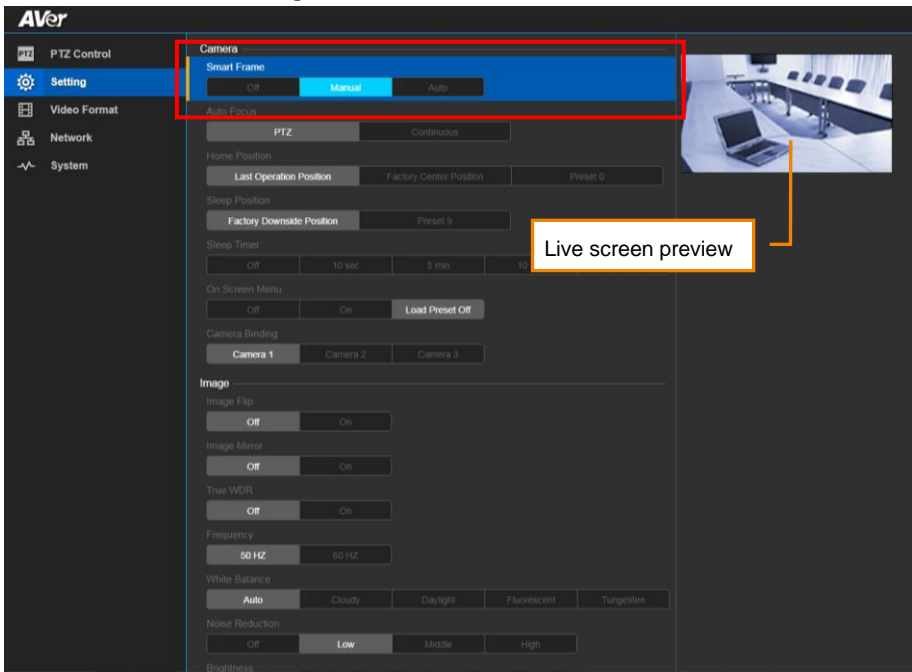 AVer
PTZ PTZ Control
Setting
Video Format
Network
System
Camera
Smart Frame
Off Manual Auto
Auto Focus
PTZ Continuous
Home Position
Last Operation Position Factory Center Position Preset 0
Sleep Position
Factory Downside Position Preset 9
Sleep Timer
Off 10 sec 5 min 10
Live screen preview
On Screen Menu
Off On Load Preset Off
Camera Binding
Camera 1 Camera 2 Camera 3
Image
Image Flip
Off On
Image Mirror
Off On
True WDR
Off On
Frequency
50 HZ 60 HZ
White Balance
Auto Cloudy Daylight Fluorescent Tungesten
Noise Reduction
Off Low Middle High
Brightness